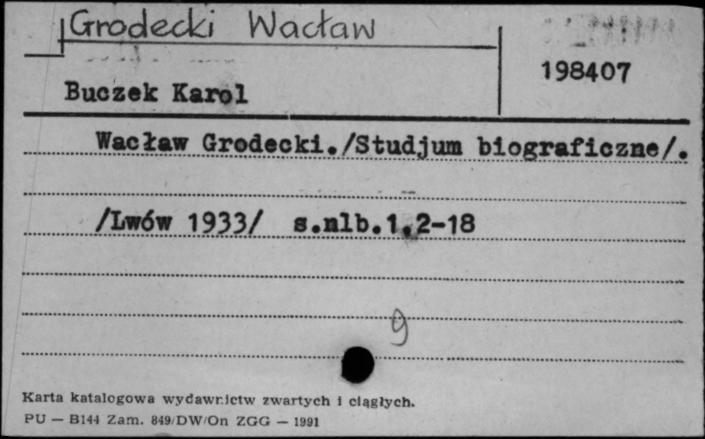 Grodecki Wacław
198407
Buczek Karol
Wacław Grodecki./Studjum biograficzne/.
/Lwów 1933/ s.nlb.1,2-18
9
Karta katalogowa wydawnictw zwartych i ciągłych.
PU — B144 Zam. 849/DW/On ZGG — 1991